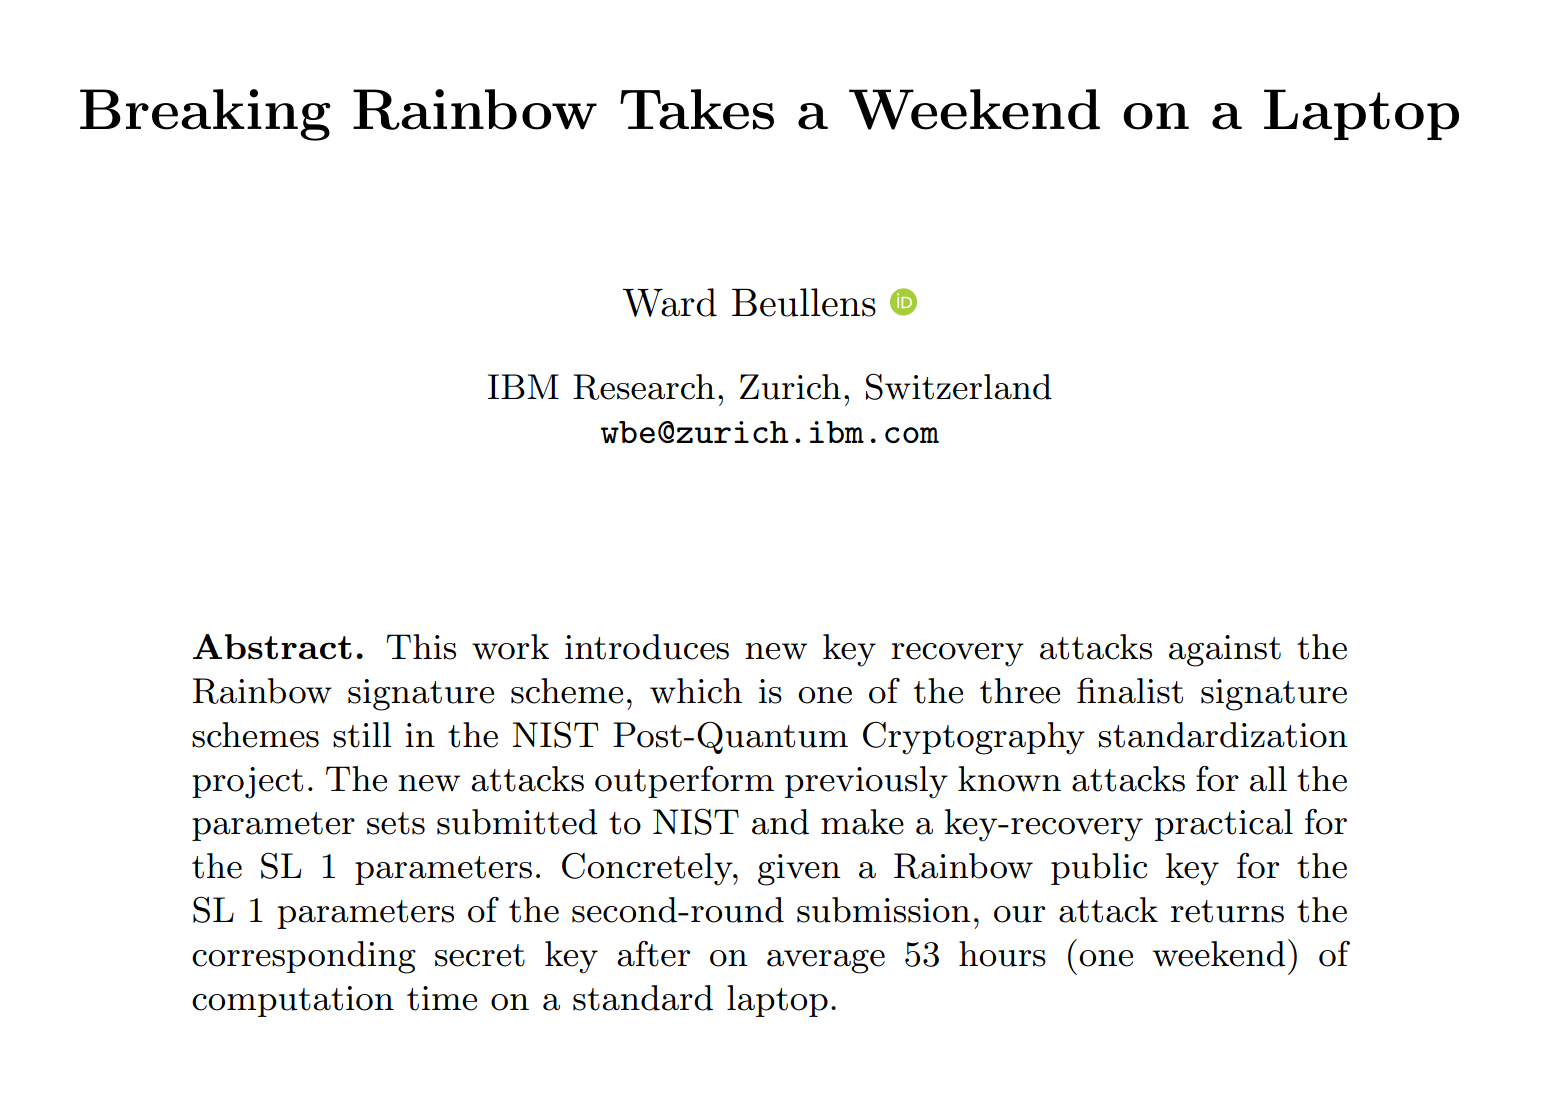 Breaking Rainbow Takes a Weekend on a Laptop
Ward Beullens iD
IBM Research, Zurich, Switzerland
wbe@zurich.ibm.com
Abstract. This work introduces new key recovery attacks against the
Rainbow signature scheme, which is one of the three finalist signature
schemes still in the NIST Post-Quantum Cryptography standardization
project. The new attacks outperform previously known attacks for all the
parameter sets submitted to NIST and make a key-recovery practical for
the SL 1 parameters. Concretely, given a Rainbow public key for the
SL 1 parameters of the second-round submission, our attack returns the
corresponding secret key after on average 53 hours (one weekend) of
computation time on a standard laptop.